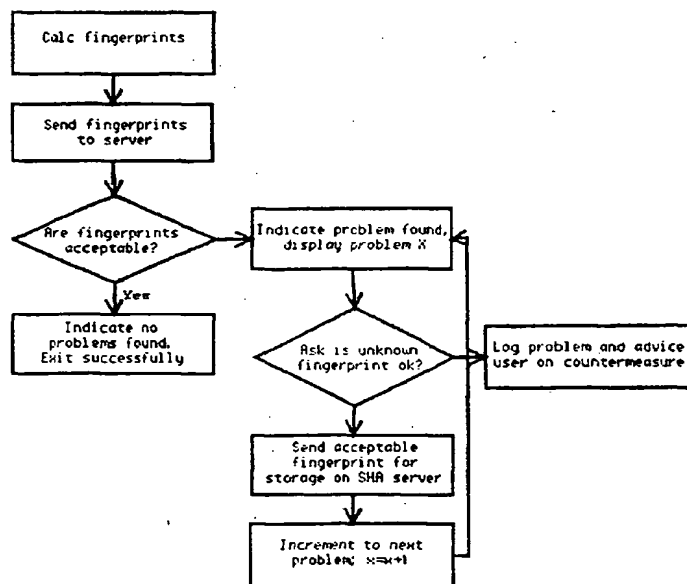 Calc fingerprints
Send fingerprints
to server
Are fingerprints
acceptable?
Yes
Indicate no
problems found.
Exit successfully
Indicate problem found,
display problem X
Ask is unknown
fingerprint ok?
Log problem and advice
user on countermeasure
Send acceptable
fingerprint for
storage on SHA server
Increment to next
problem; x=x+1